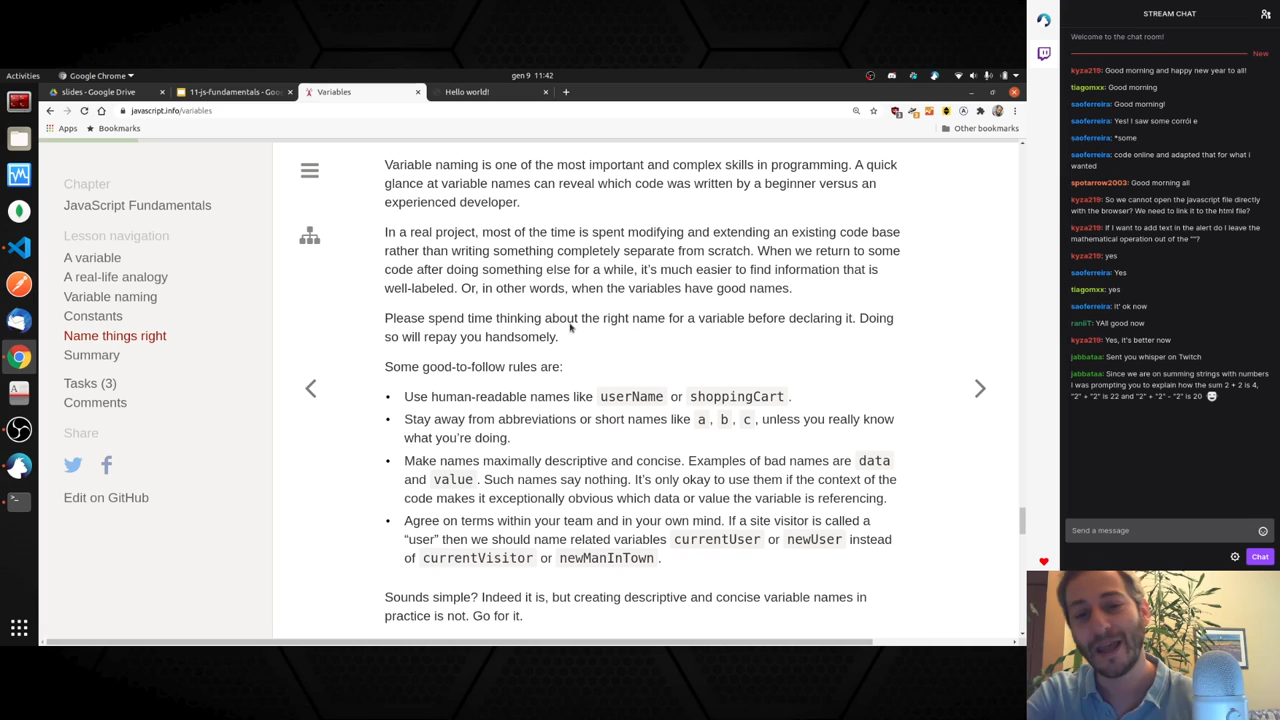 Activities
Google Chrome
gen 9 11:42
slides - Google Drive
11-js-fundamentals - Goo
Variables
Hello world!
javascript.info/variables
Apps
Bookmarks
Other bookmarks
Chapter
JavaScript Fundamentals
Lesson navigation
A variable
A real-life analogy
Variable naming
Constants
Name things right
Summary
Tasks (3)
Comments
Share
Edit on GitHub
Variable naming is one of the most important and complex skills in programming. A quick
glance at variable names can reveal which code was written by a beginner versus an
experienced developer.
In a real project, most of the time is spent modifying and extending an existing code base
rather than writing something completely separate from scratch. When we return to some
code after doing something else for a while, it’s much easier to find information that is
well-labeled. Or, in other words, when the variables have good names.
Please spend time thinking about the right name for a variable before declaring it. Doing
so will repay you handsomely.
Some good-to-follow rules are:
• Use human-readable names like userName or shoppingCart.
• Stay away from abbreviations or short names like a, b, c, unless you really know
what you’re doing.
• Make names maximally descriptive and concise. Examples of bad names are data
and value. Such names say nothing. It’s only okay to use them if the context of the
code makes it exceptionally obvious which data or value the variable is referencing.
• Agree on terms within your team and in your own mind. If a site visitor is called a
then we should name related variables currentUser or newUser instead
of currentVisitor or newManInTown.
Sounds simple? Indeed it is, but creating descriptive and concise variable names in
practice is not. Go for it.
STREAM CHAT
Welcome to the chat room!
New
kyza219: Good morning and happy new year to all!
tiagomxx: Good morning
saoferreira: Good morning!
saoferreira: Yes! I saw some corrói e
saoferreira: *some
saoferreira: code online and adapted that for what i
wanted
spotarrow2003: Good morning all
kyza219: So we cannot open the javascript file directly
with the browser? We need to link it to the html file?
kyza219: If I want to add text in the alert do I leave the
mathematical operation out of the ""?
kyza219: yes
saoferreira: Yes
tiagomxx: yes
saoferreira: it' ok now
raniiT: YAll good now
kyza219: Yes, it's better now
jabbataa: Sent you whisper on Twitch
jabbataa: Since we are on summing strings with numbers
I was prompting you to explain how the sum 2 + 2 is 4,
"2" + "2" is 22 and "2" + "2" - "2" is 20
Send a message
Chat